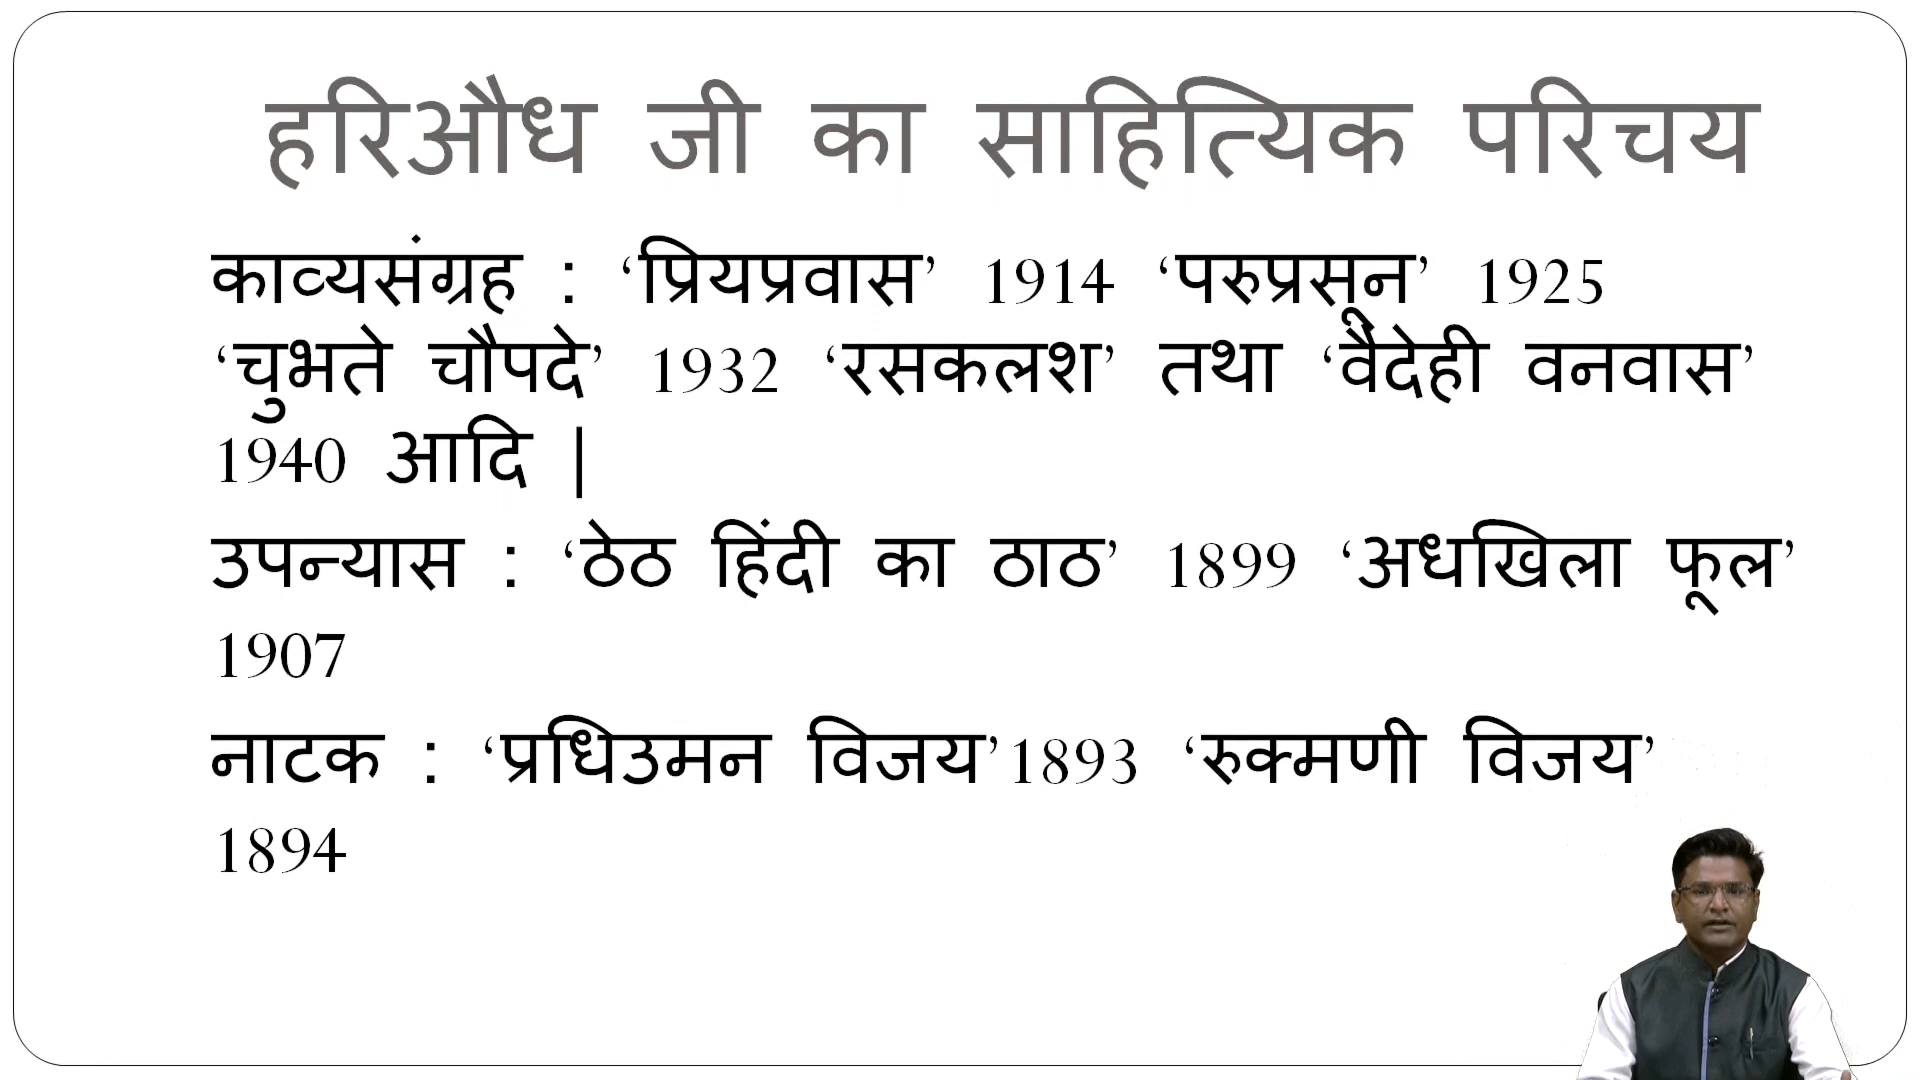 हरिऔध जी का साहित्यिक परिचय
काव्यसंग्रह : ‘प्रियप्रवास’ 1914 ‘परुप्रसून’ 1925
‘चुभते चौपदे’ 1932 ‘रसकलश’ तथा ‘वैदेही वनवास’
1940 आदि |
उपन्यास : ‘ठेठ हिंदी का ठाठ’ 1899 ‘अधखिला फूल’
1907
नाटक : ‘प्रधिउमन विजय’1893 ‘रुक्मणी विजय’
1894